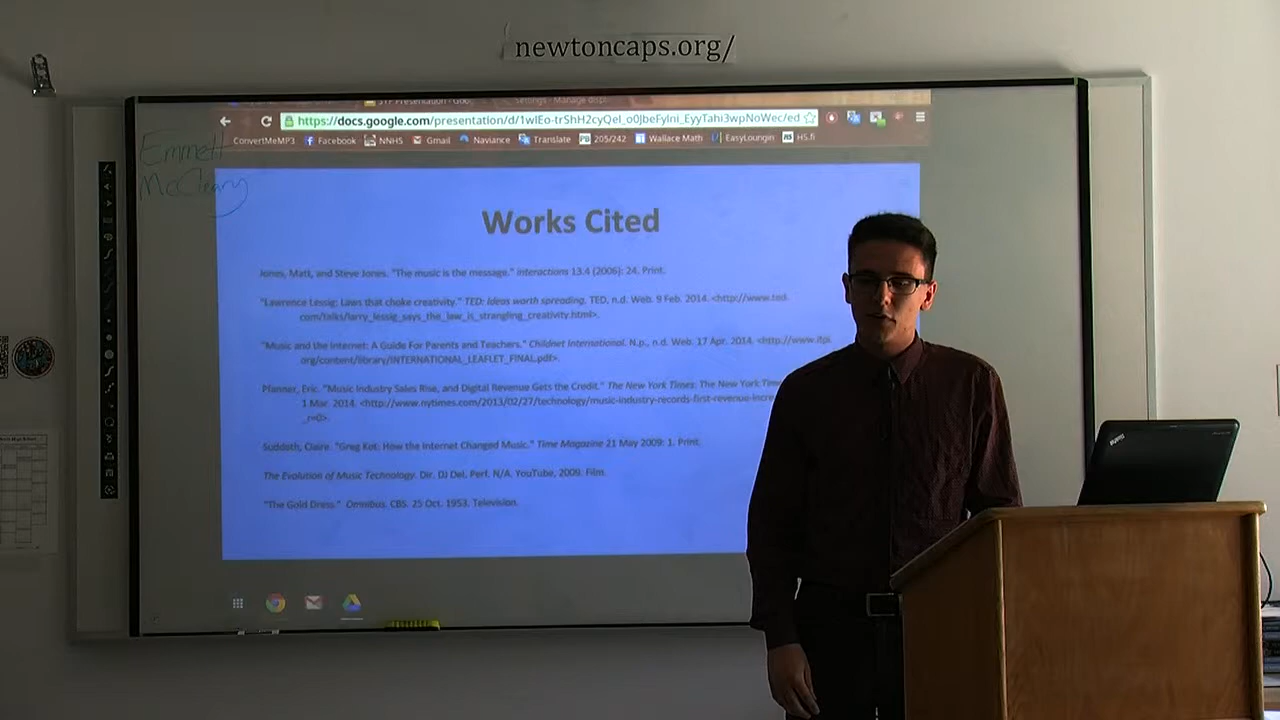 newtoncaps.org/
STP Presentation - Goog
Settings - Manage displ
https://docs.google.com/presentation/d/1wlEo-trShH2cyQel_o0JbeFylni_EyyTahi3wpNoWec/ed
ConvertMeMP3 Facebook NNHS Gmail Naviance Translate 205/242 Wallace Math EasyLoungin HS.fi
Emmett
McCleary
Works Cited
Jones, Matt, and Steve Jones. "The music is the message." interactions 13.4 (2006): 24. Print.
"Lawrence Lessig: Laws that choke creativity." TED: Ideas worth spreading. TED, n.d. Web. 9 Feb. 2014. <http://www.ted.
com/talks/larry_lessig_says_the_law_is_strangling_creativity.html>.
"Music and the Internet: A Guide For Parents and Teachers." Childnet International. N.p., n.d. Web. 17 Apr. 2014. <http://www.ifpi.
org/content/library/INTERNATIONAL_LEAFLET_FINAL.pdf>.
Pfanner, Eric. "Music Industry Sales Rise, and Digital Revenue Gets the Credit." The New York Times. The New York
1 Mar. 2014. <http://www.nytimes.com/2013/02/27/technology/music-industry-records-first-revenue-incre
_r=0>.
Suddath, Claire. "Greg Kot: How the Internet Changed Music." Time Magazine 21 May 2009: 1. Print.
The Evolution of Music Technology. Dir. DJ Del. Perf. N/A. YouTube, 2009. Film.
"The Gold Dress." Omnibus. CBS. 25 Oct. 1953. Television.